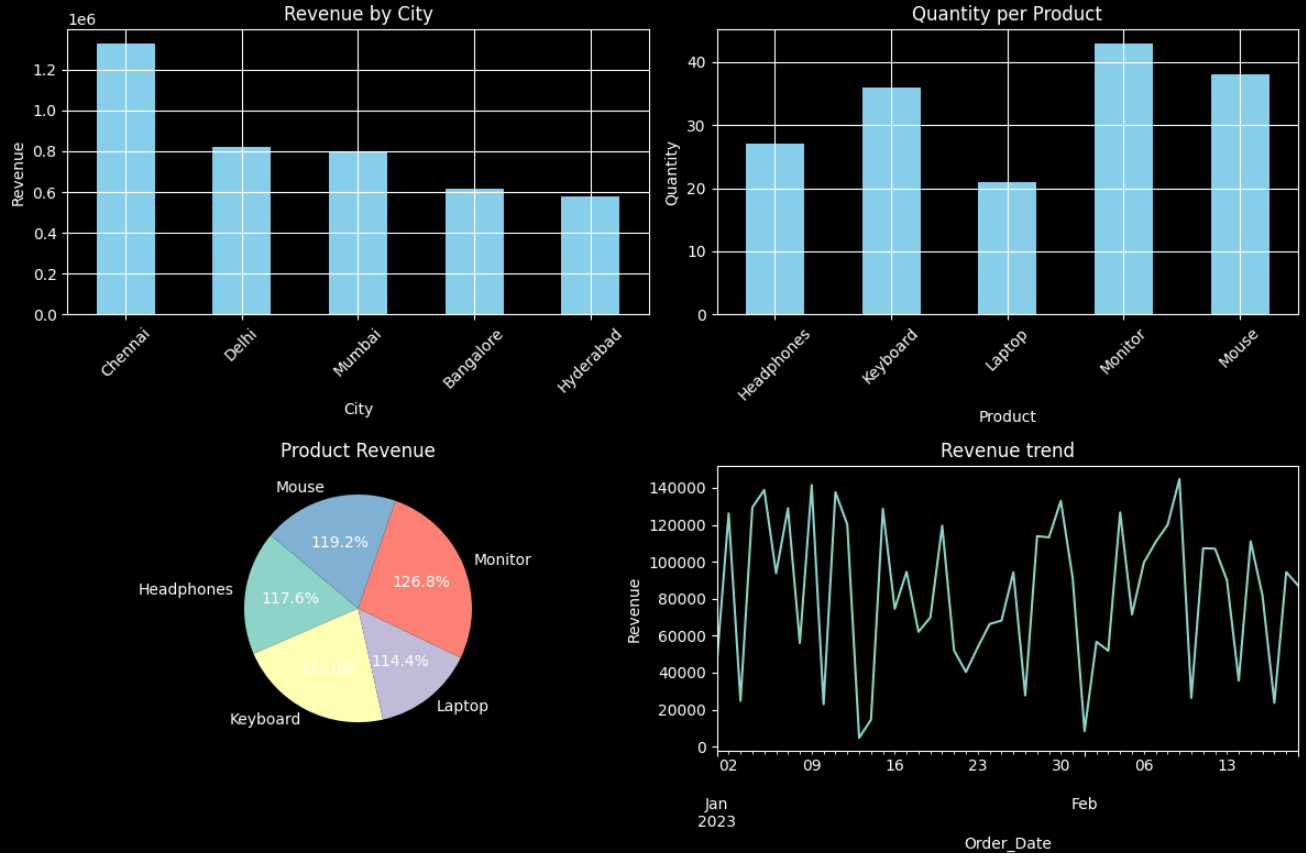 Revenue by City
1e6
1.2
1.0
0.8
0.6
0.4
0.2
0.0
Revenue
Chennai
Delhi
Mumbai
Bangalore
Hyderabad
City
Quantity per Product
40
30
20
10
0
Quantity
Headphones
Keyboard
Laptop
Monitor
Mouse
Product
Product Revenue
Mouse
119.2%
Monitor
126.8%
Headphones
117.6%
122.0%
114.4%
Keyboard
Laptop
Revenue trend
140000
120000
100000
80000
60000
40000
20000
0
Revenue
02
09
16
23
30
06
13
Jan
2023
Feb
Order_Date